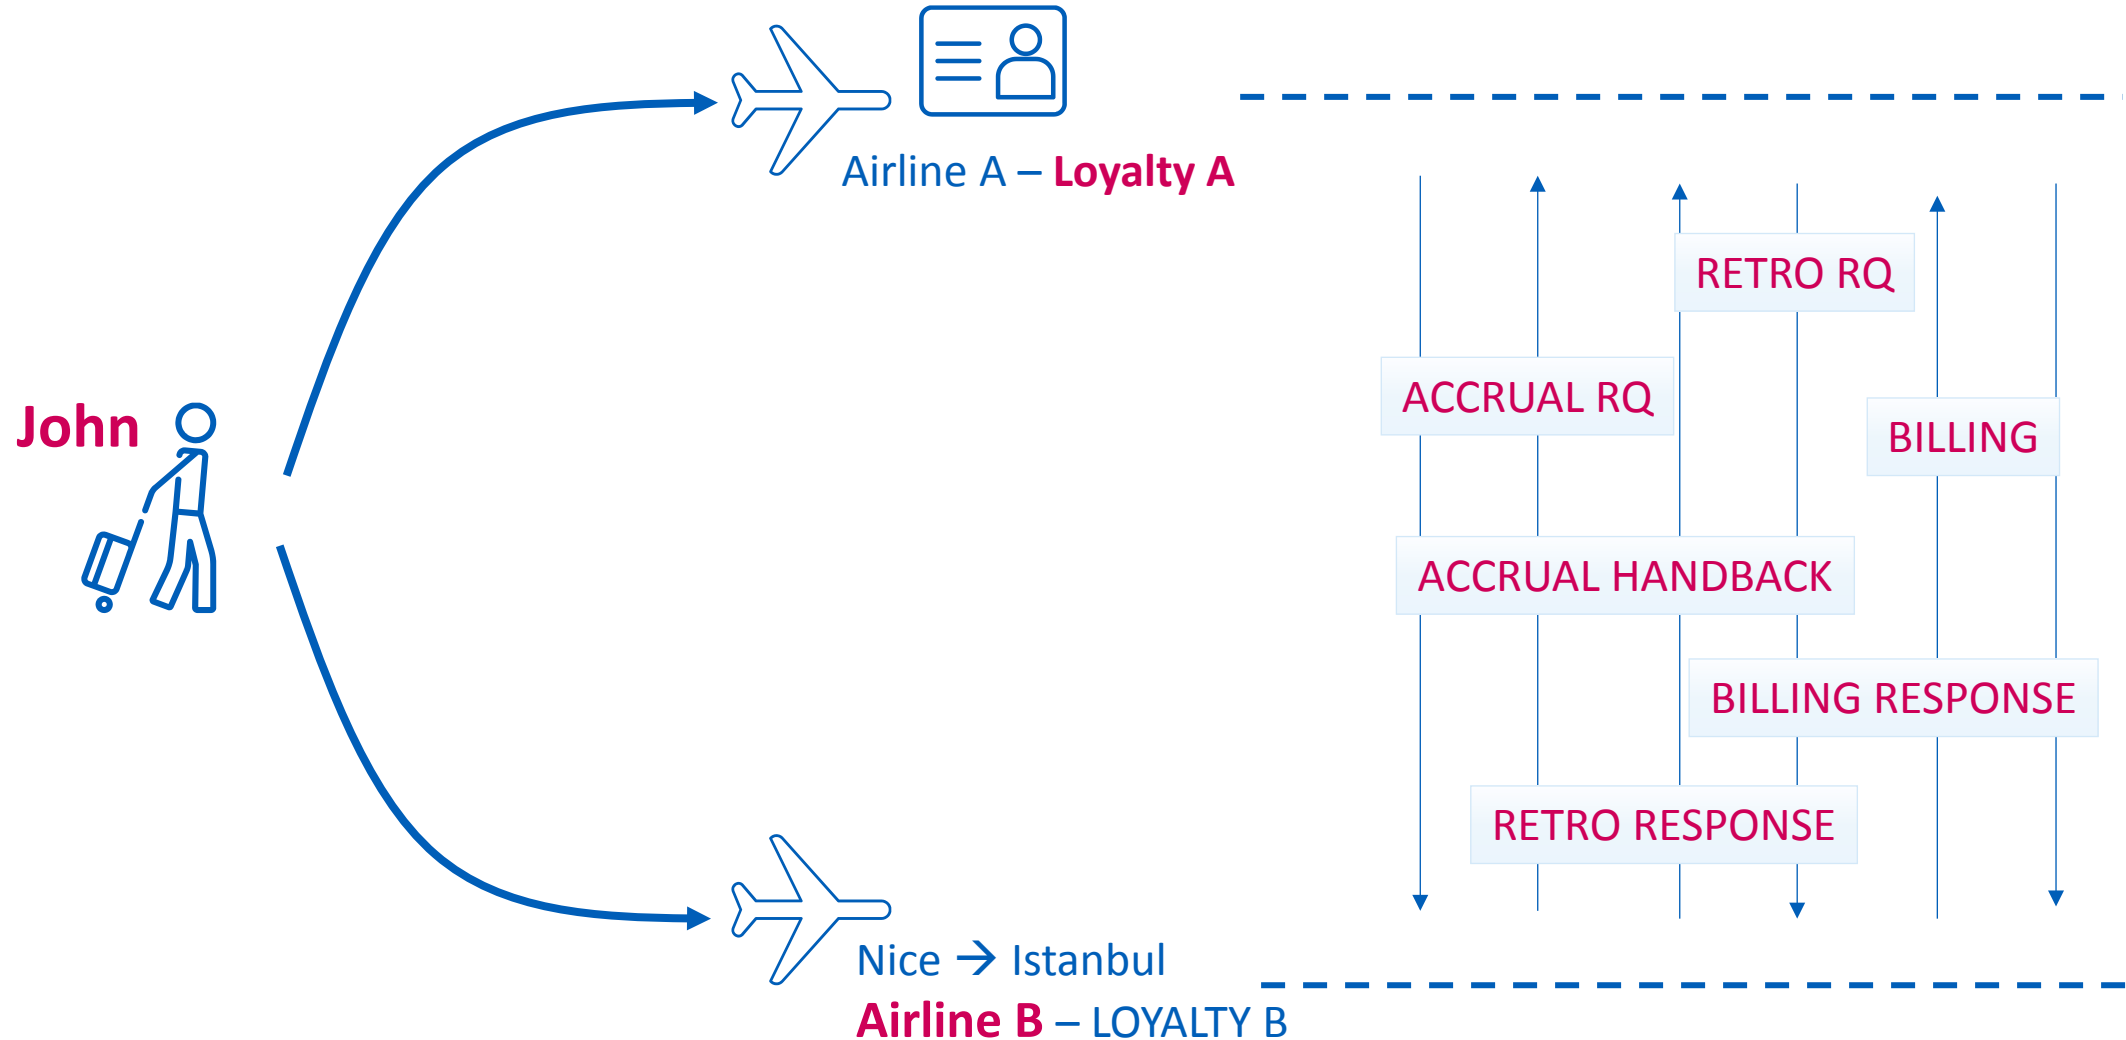 Airline A – Loyalty A
RETRO RQ
ACCRUAL RQ
John
BILLING
ACCRUAL HANDBACK
BILLING RESPONSE
RETRO RESPONSE
Nice → Istanbul
Airline B – LOYALTY B